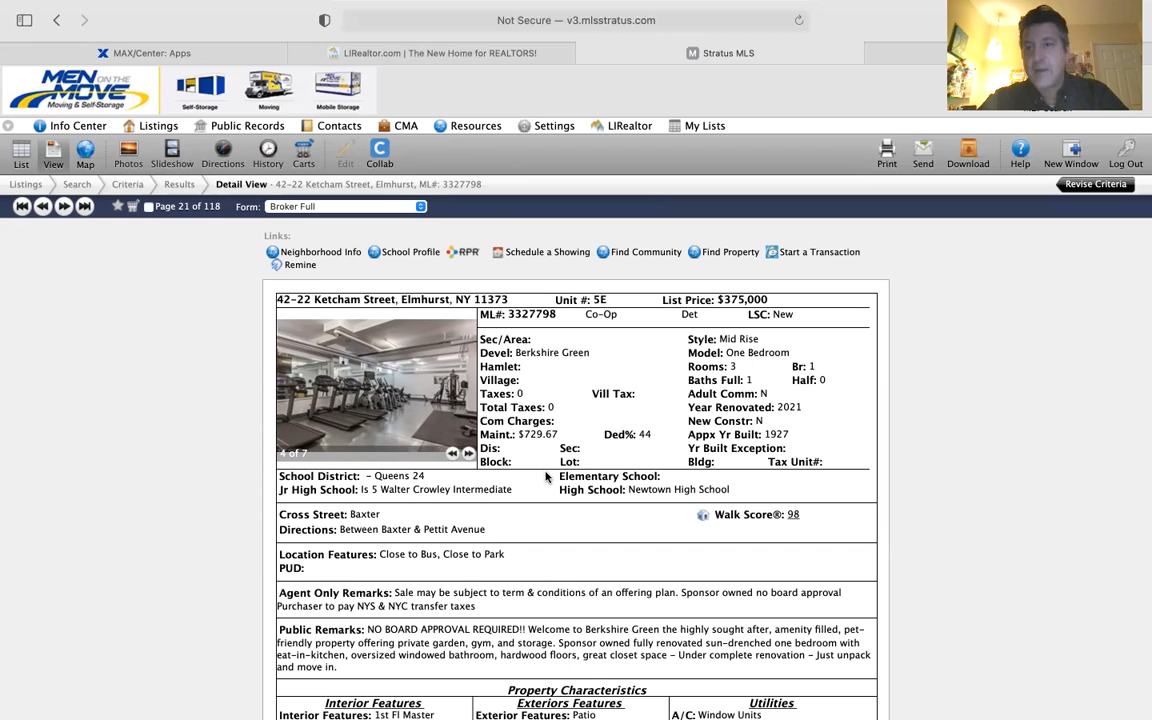 Not Secure — v3.mlsstratus.com
MAX/Center: Apps
LIRealtor.com | The New Home for REALTORS!
Stratus MLS
MEN ON THE MOVE
Moving & Self-Storage
Self-Storage
Moving
Mobile Storage
Info Center
Listings
Public Records
Contacts
CMA
Resources
Settings
LIRealtor
My Lists
List
View
Map
Photos
Slideshow
Directions
History
Carts
Edit
Collab
Print
Send
Download
Help
New Window
Log Out
Listings
Search
Criteria
Results
Detail View · 42-22 Ketcham Street, Elmhurst, ML#: 3327798
Revise Criteria
Page 21 of 118
Form: Broker Full
Links:
Neighborhood Info
School Profile
RPR
Schedule a Showing
Find Community
Find Property
Start a Transaction
Remine
42-22 Ketcham Street, Elmhurst, NY 11373 Unit #: 5E List Price: $375,000
ML#: 3327798 Co-Op Det LSC: New
Sec/Area: Style: Mid Rise
Devel: Berkshire Green Model: One Bedroom
Hamlet: Rooms: 3 Br: 1
Village: Baths Full: 1 Half: 0
Taxes: 0 Vill Tax: Adult Comm: N
Total Taxes: 0 Year Renovated: 2021
Com Charges: New Constr: N
Maint.: $729.67 Ded%: 44 Appx Yr Built: 1927
Dis: Sec: Yr Built Exception:
Block: Lot: Bldg: Tax Unit#:
4 of 7
School District: - Queens 24 Elementary School:
Jr High School: Is 5 Walter Crowley Intermediate High School: Newtown High School
Cross Street: Baxter Walk Score®: 98
Directions: Between Baxter & Pettit Avenue
Location Features: Close to Bus, Close to Park
PUD:
Agent Only Remarks: Sale may be subject to term & conditions of an offering plan. Sponsor owned no board approval
Purchaser to pay NYS & NYC transfer taxes
Public Remarks: NO BOARD APPROVAL REQUIRED!! Welcome to Berkshire Green the highly sought after, amenity filled, pet-
friendly property offering private garden, gym, and storage. Sponsor owned fully renovated sun-drenched one bedroom with
eat-in-kitchen, oversized windowed bathroom, hardwood floors, great closet space - Under complete renovation - Just unpack
and move in.
Property Characteristics
Interior Features Exteriors Features Utilities
Interior Features: 1st Fl Master Exterior Features: Patio A/C: Window Units